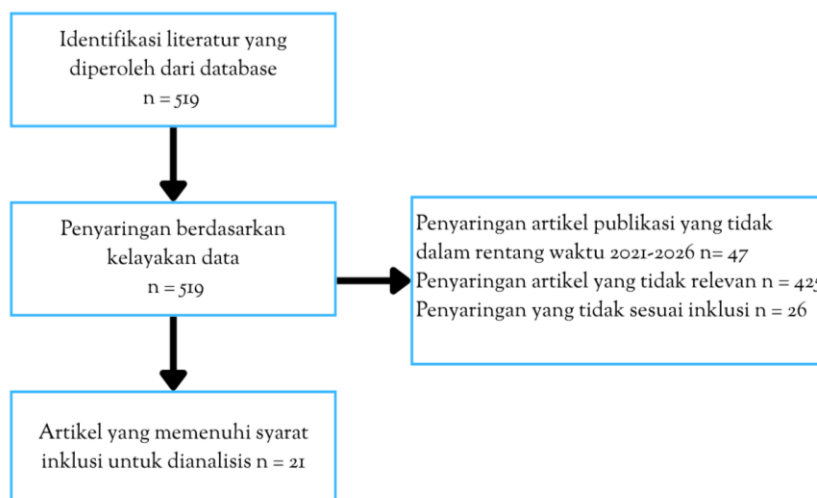 Identifikasi literatur yang
diperoleh dari database
n = 519
Penyaringan berdasarkan
kelayakan data
n = 519
Penyaringan artikel publikasi yang tidak
dalam rentang waktu 2021-2026 n= 47
Penyaringan artikel yang tidak relevan n = 425
Penyaringan yang tidak sesuai inklusi n = 26
Artikel yang memenuhi syarat
inklusi untuk dianalisis n = 21